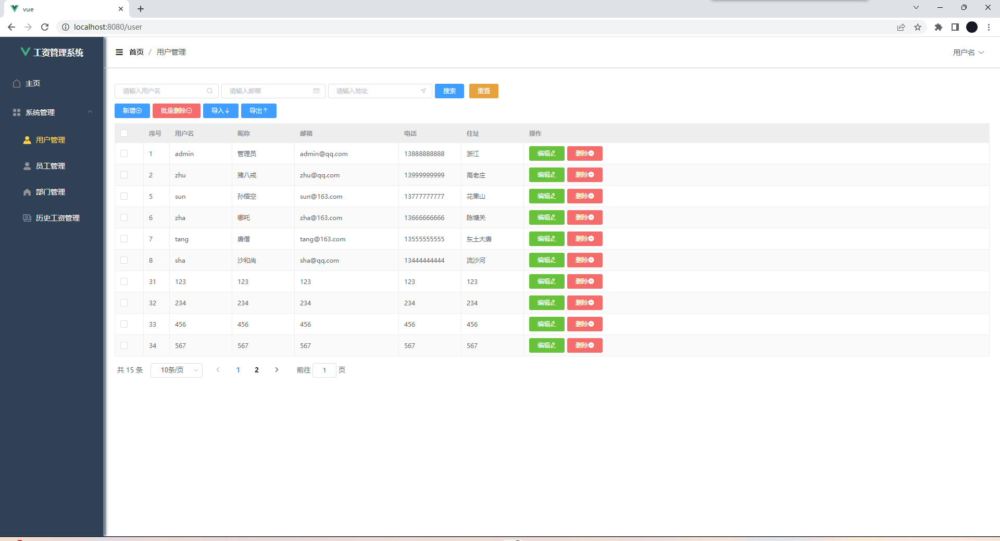 vue
localhost:8080/user
工资管理系统
首页 / 用户管理
用户名
主页
系统管理
用户管理
员工管理
部门管理
历史工资管理
请输入用户名 请输入邮箱 请输入地址 搜索 重置
新增 批量删除 导入 导出
序号 用户名 昵称 邮箱 电话 住址 操作
1 admin 管理员 admin@qq.com 13888888888 浙江 编辑 删除
2 zhu 猪八戒 zhu@qq.com 13999999999 高老庄 编辑 删除
5 sun 孙悟空 sun@163.com 13777777777 花果山 编辑 删除
6 zha 哪吒 zha@163.com 13666666666 陈塘关 编辑 删除
7 tang 唐僧 tang@163.com 13555555555 东土大唐 编辑 删除
8 sha 沙和尚 sha@qq.com 13444444444 流沙河 编辑 删除
31 123 123 123 123 123 编辑 删除
32 234 234 234 234 234 编辑 删除
33 456 456 456 456 456 编辑 删除
34 567 567 567 567 567 编辑 删除
共 15 条 10条/页 1 2 前往 1 页